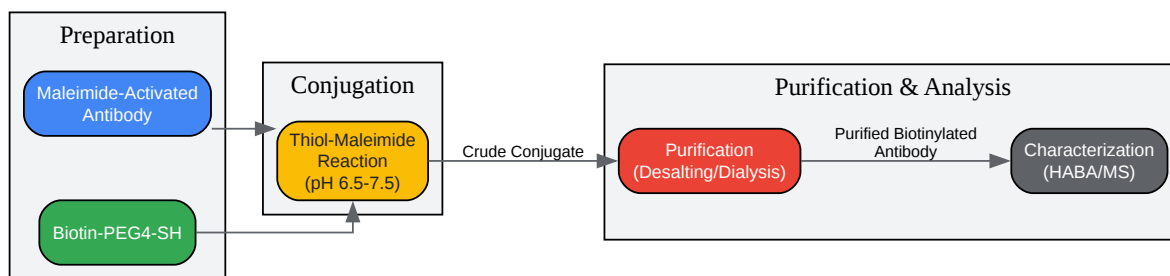 Preparation
Maleimide-Activated
Antibody
Biotin-PEG4-SH
Conjugation
Thiol-Maleimide
Reaction
(pH 6.5-7.5)
Crude Conjugate
Purification & Analysis
Purification
(Desalting/Dialysis)
Purified Biotinylated
Antibody
Characterization
(HABA/MS)